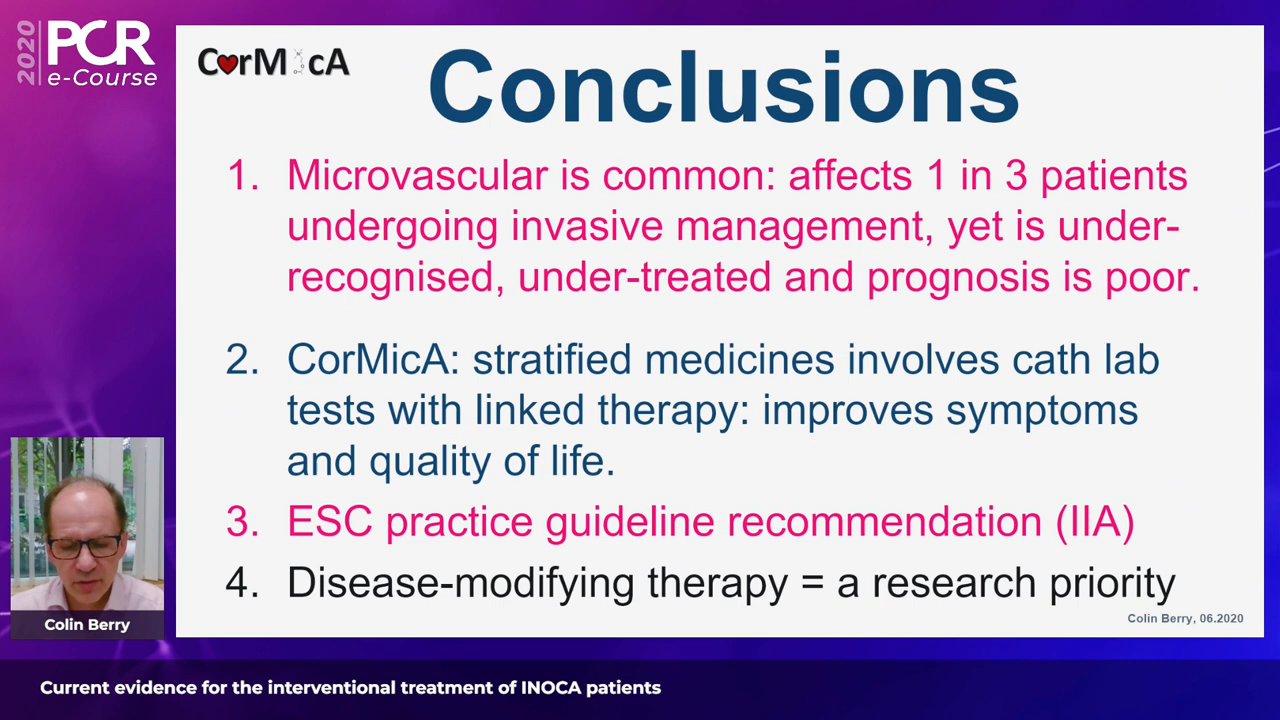 2020
PCR
e-Course
CorMicA
Conclusions
1. Microvascular is common: affects 1 in 3 patients
undergoing invasive management, yet is under-
recognised, under-treated and prognosis is poor.
2. CorMicA: stratified medicines involves cath lab
tests with linked therapy: improves symptoms
and quality of life.
3. ESC practice guideline recommendation (IIA)
4. Disease-modifying therapy = a research priority
Colin Berry, 06.2020
Colin Berry
Current evidence for the interventional treatment of INOCA patients